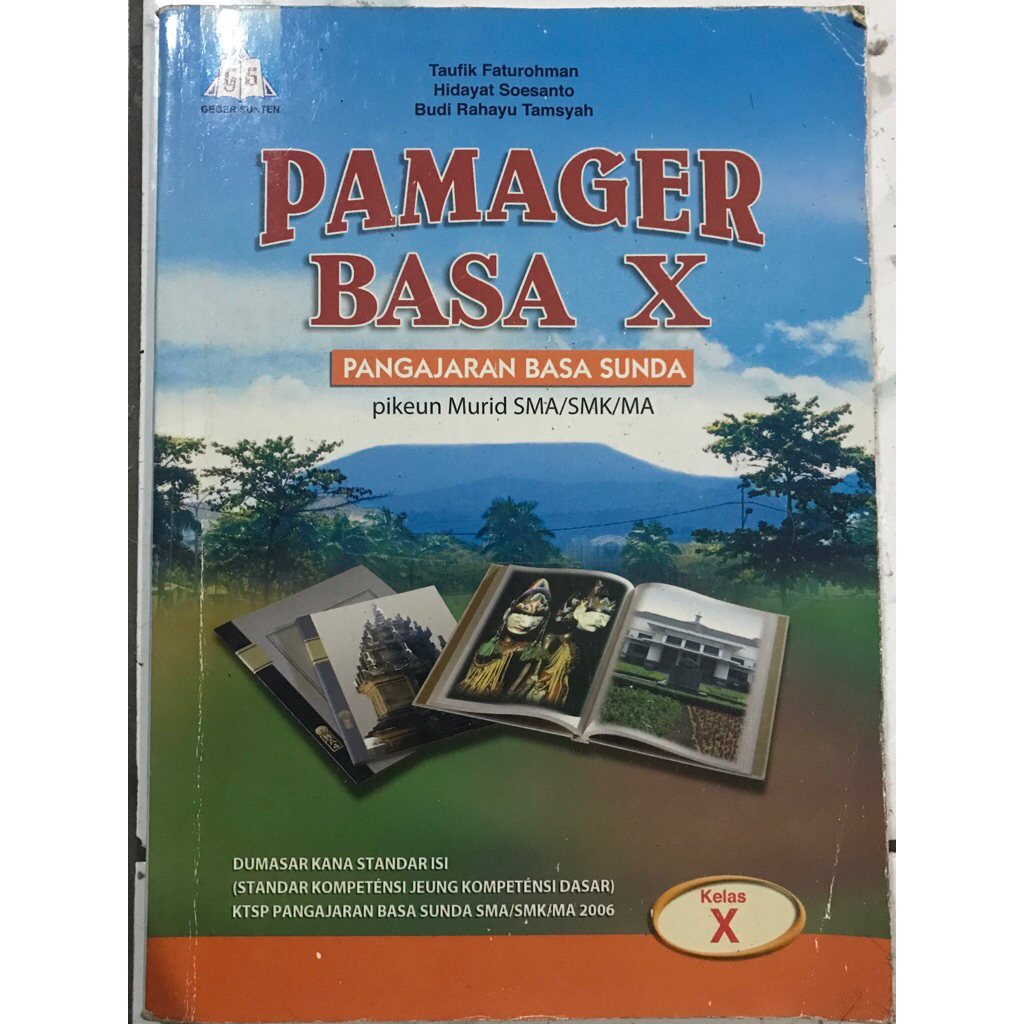 GS
GEGER SUNTEN
Taufik Faturohman
Hidayat Soesanto
Budi Rahayu Tamsyah
PAMAGER
BASA X
PANGAJARAN BASA SUNDA
pikeun Murid SMA/SMK/MA
DUMASAR KANA STANDAR ISI
(STANDAR KOMPETÉNSI JEUNG KOMPETÉNSI DASAR)
KTSP PANGAJARAN BASA SUNDA SMA/SMK/MA 2006
Kelas
X